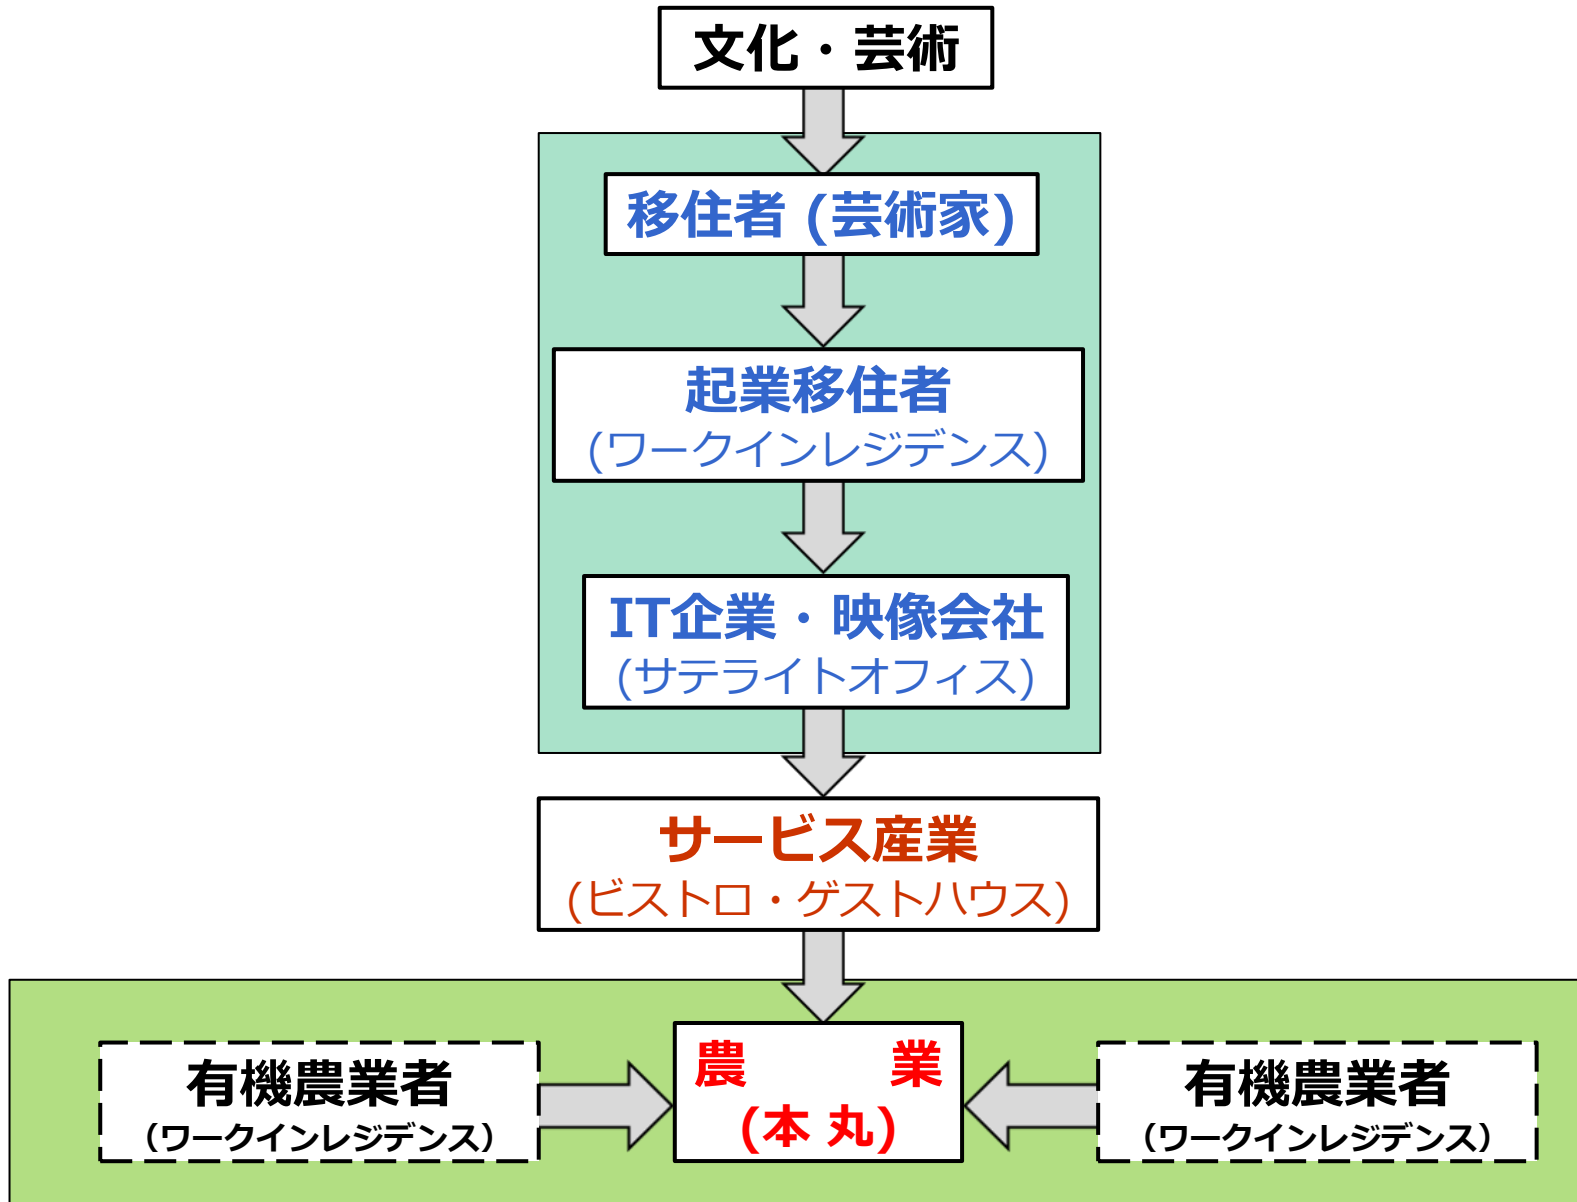 文化・芸術
移住者 (芸術家)
起業移住者
(ワークインレジデンス)
IT企業・映像会社
(サテライトオフィス)
サービス産業
(ビストロ・ゲストハウス)
農 業
(本 丸)
有機農業者
(ワークインレジデンス)
有機農業者
(ワークインレジデンス)